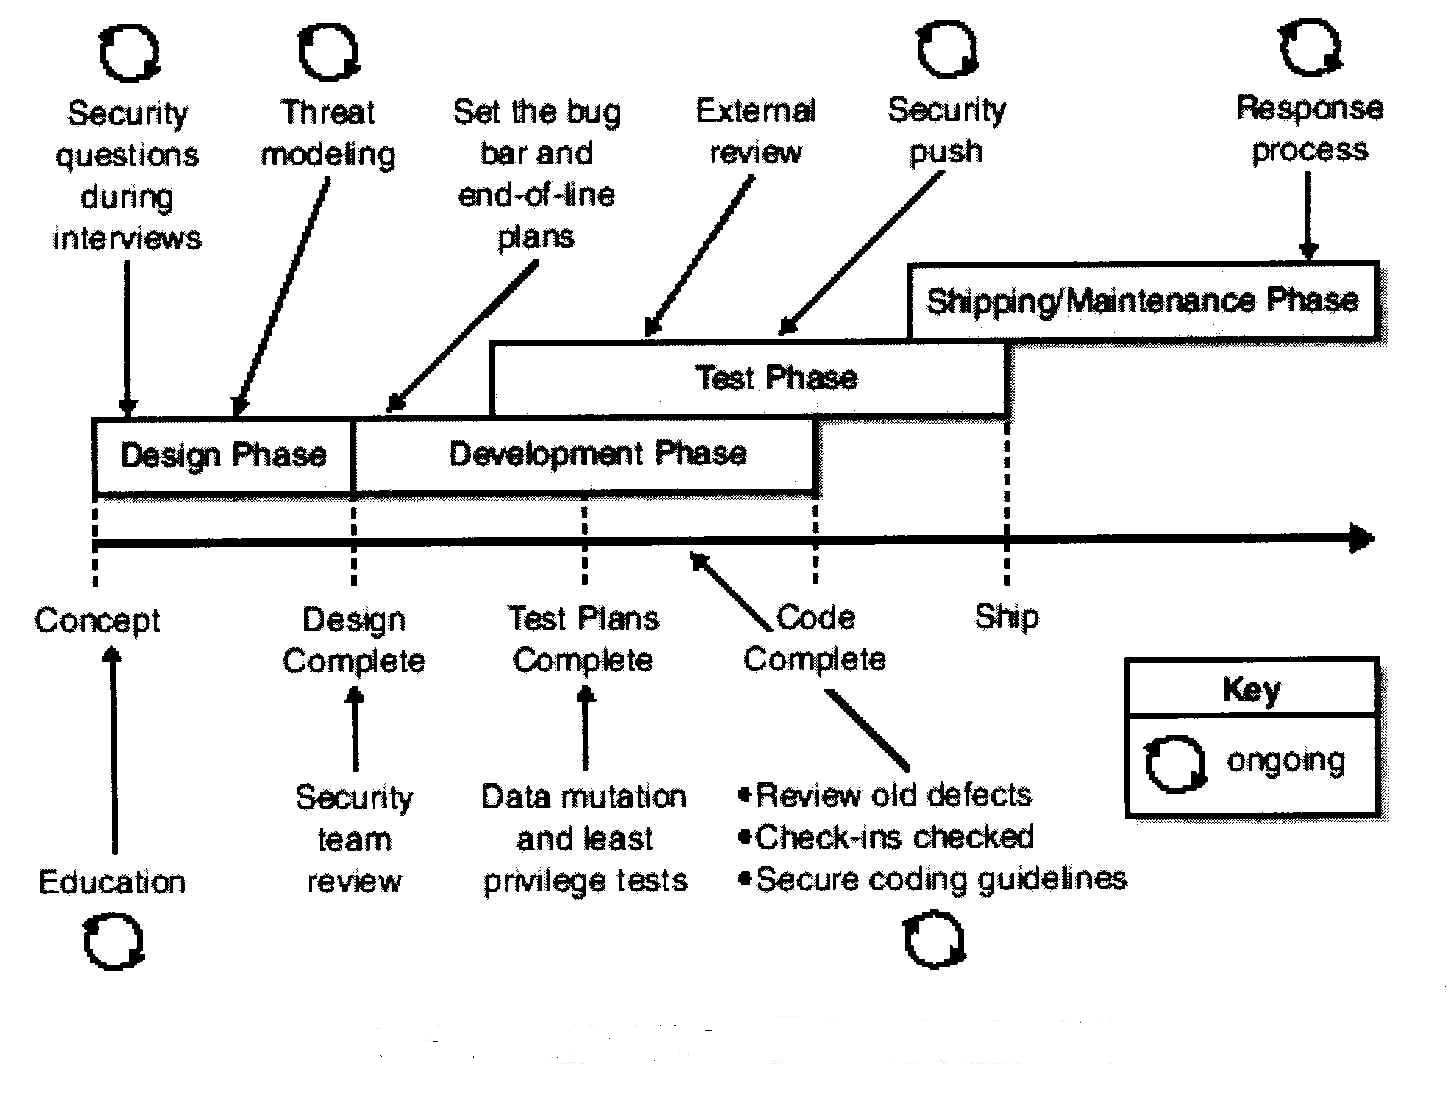 Security
questions
during
interviews
Threat
modeling
Set the bug
bar and
end-of-line
plans
External
review
Security
push
Response
process
Shipping/Maintenance Phase
Test Phase
Design Phase
Development Phase
Concept
Design
Complete
Test Plans
Complete
Code
Complete
Ship
Education
Security
team
review
Data mutation
and least
privilege tests
•Review old defects
•Check-ins checked
•Secure coding guidelines
Key
ongoing